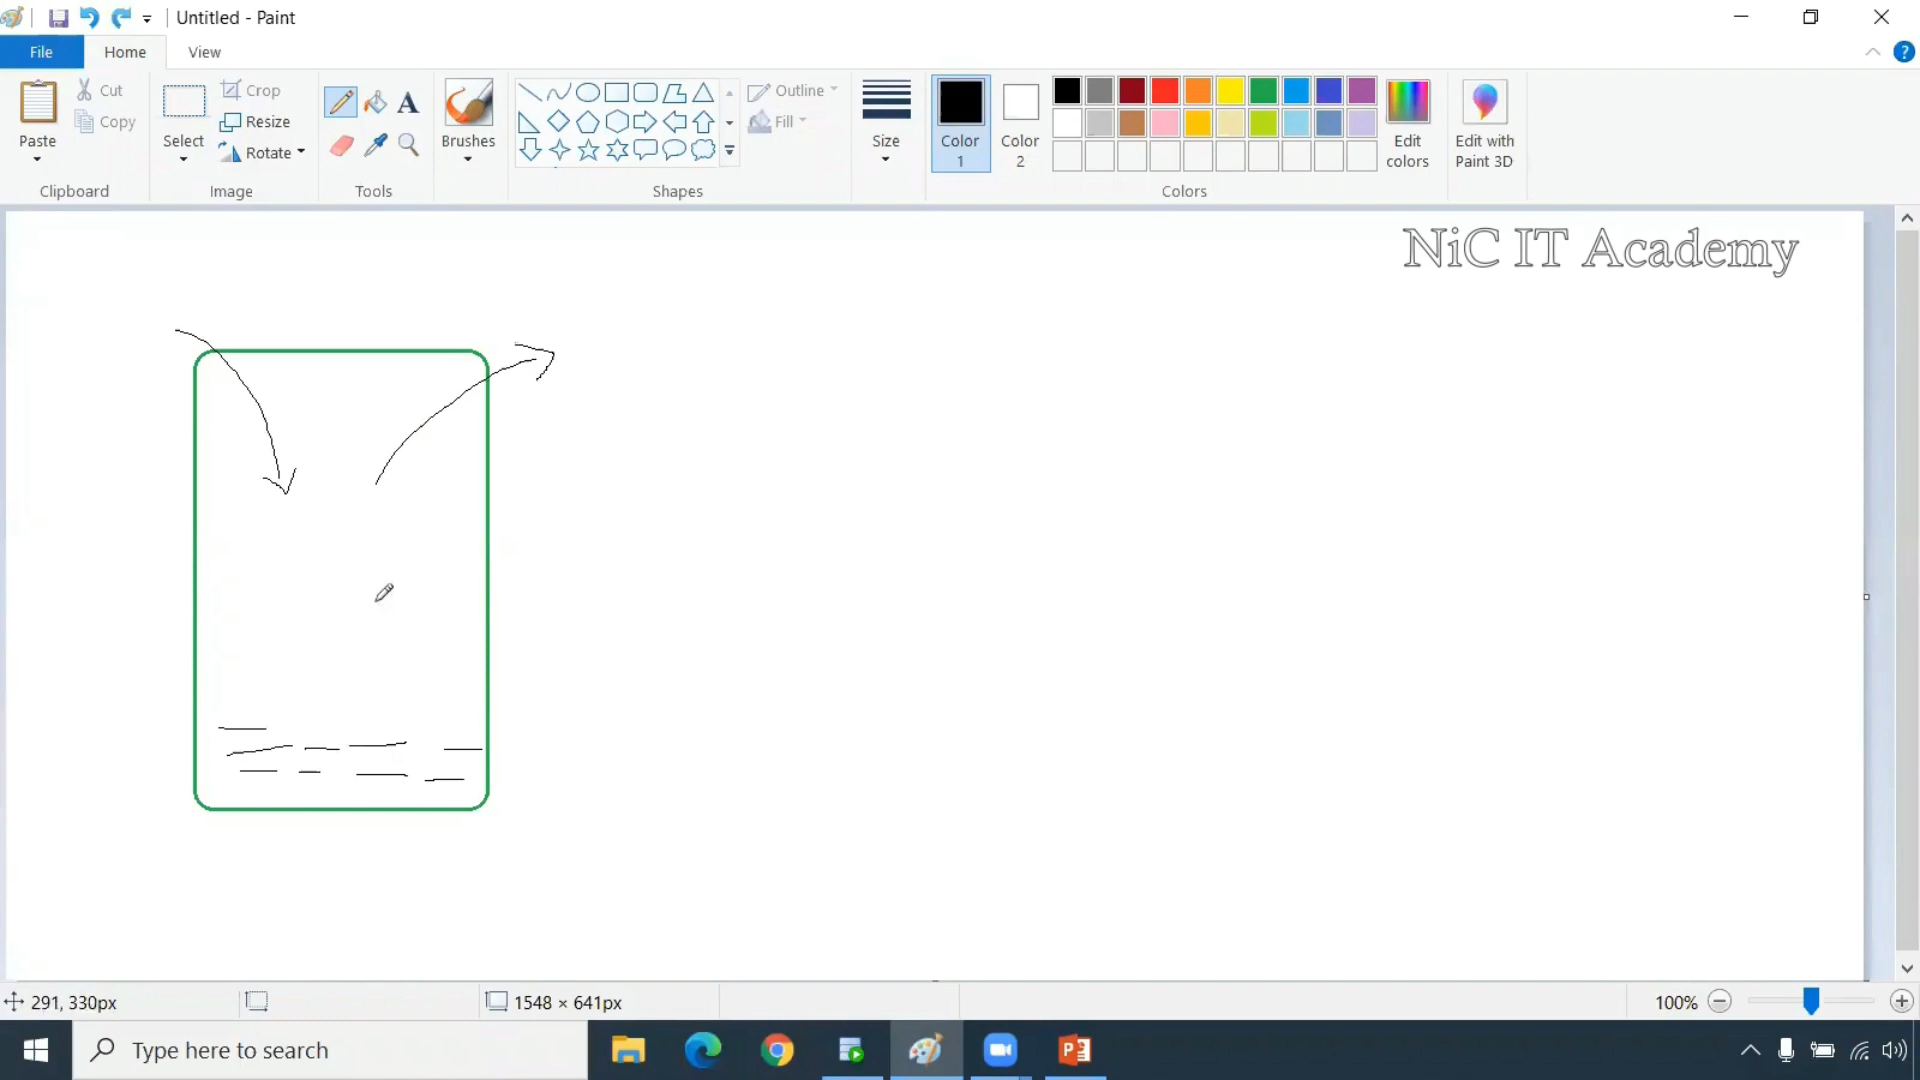 Untitled - Paint
File
Home
View
Paste
Cut
Copy
Clipboard
Select
Crop
Resize
Rotate
Image
A
Tools
Brushes
Outline
Fill
Shapes
Size
Color
1
Color
2
Edit
colors
Colors
Edit with
Paint 3D
?
NiC IT Academy
291, 330px
1548 × 641px
100%
Type here to search
P